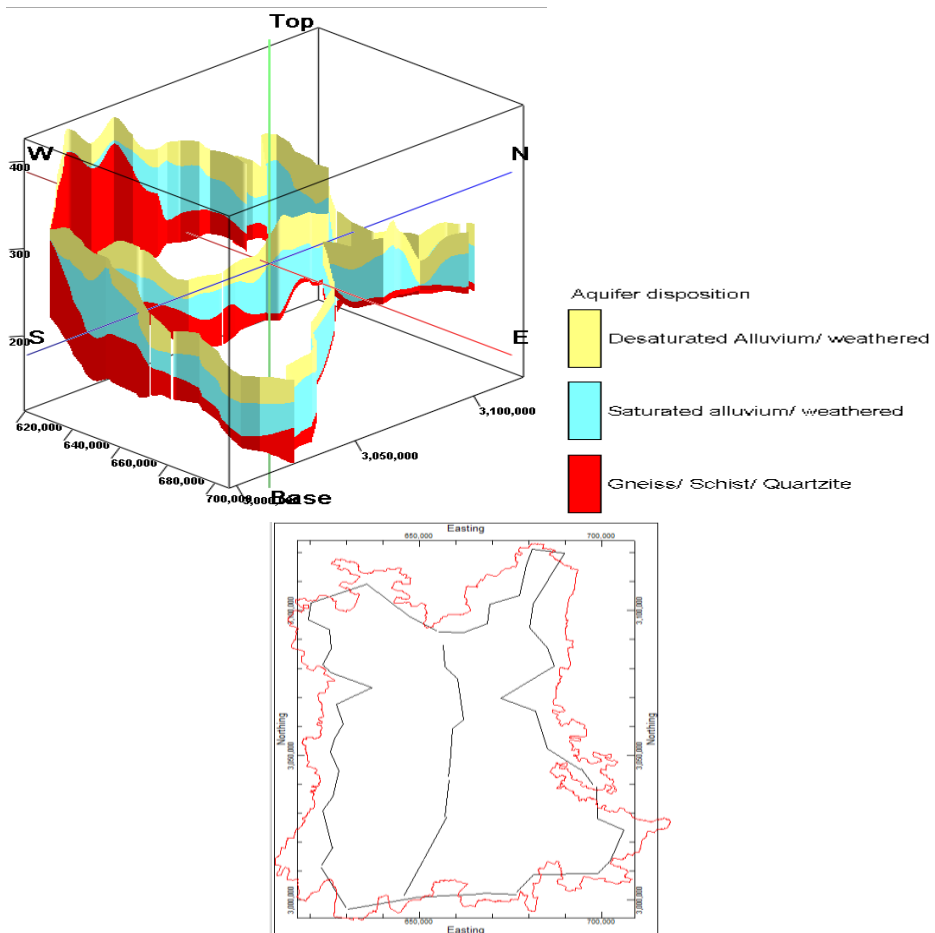 Top
W
N
400
300
200
S
E
620,000
640,000
660,000
680,000
700,000
3,050,000
3,100,000
Base
Aquifer disposition
Desaturated Alluvium/ weathered
Saturated alluvium/ weathered
Gneiss/ Schist/ Quartzite
Easting
650,000
700,000
3,100,000
3,100,000
Northing
Northing
3,050,000
3,050,000
3,000,000
3,000,000
650,000
700,000
Easting